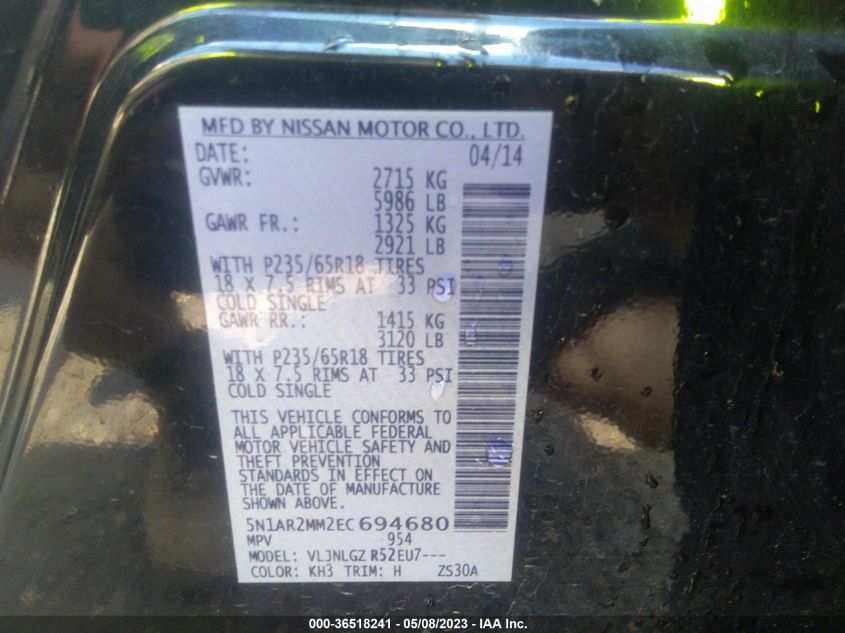 MFD BY NISSAN MOTOR CO., LTD.
DATE: 04/14
GVWR: 2715 KG
5986 LB
GAWR FR.: 1325 KG
2921 LB
WITH P235/65R18 TIRES
18 X 7.5 RIMS AT 33 PSI
COLD SINGLE
GAWR RR.: 1415 KG
3120 LB
WITH P235/65R18 TIRES
18 X 7.5 RIMS AT 33 PSI
COLD SINGLE
THIS VEHICLE CONFORMS TO
ALL APPLICABLE FEDERAL
MOTOR VEHICLE SAFETY AND
THEFT PREVENTION
STANDARDS IN EFFECT ON
THE DATE OF MANUFACTURE
SHOWN ABOVE.
5N1AR2MM2EC694680
MPV 954
MODEL: VLJNLGZ R52EU7---
COLOR: KH3 TRIM: H ZS30A
000-36518241 - 05/08/2023 - IAA Inc.